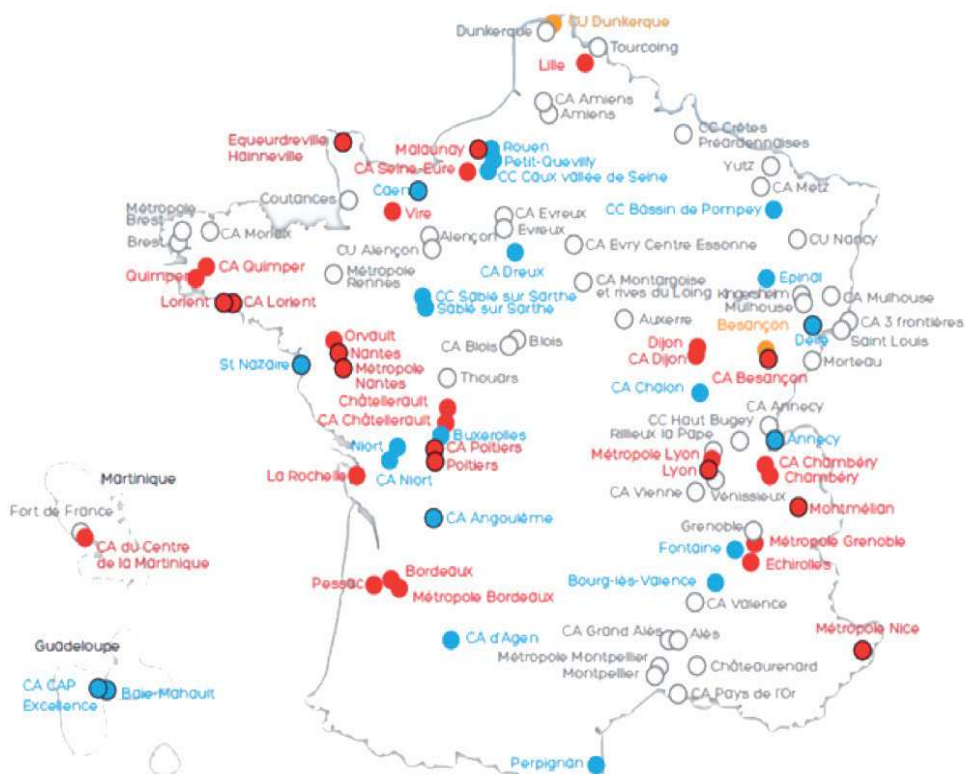 CU Dunkerque
Dunkerque
Tourcoing
Lille
CA Amiens
Amiens
CC Crêtes
Préardennaises
Equeurdreville
Hainneville
Malaunay
Rouen
Petit-Quevilly
CA Seine-Eure
CC Caux vallée de Seine
Yutz
CA Metz
Caen
Coutances
Vire
CC Bassin de Pompey
Métropole
Brest
Brest
CA Morlaix
CA Evreux
Evreux
Alençon
CU Alençon
CA Evry Centre Essonne
CU Nancy
CA Dreux
Quimper
CA Quimper
Métropole
Rennes
CA Montargoise
et rives du Loing
Epinal
Kingersheim
Mulhouse
CA Mulhouse
Lorient
CA Lorient
CC Sablé sur Sarthe
Sablé sur Sarthe
Auxerre
Besançon
Delle
CA 3 frontières
Saint Louis
Orvault
Nantes
Métropole
Nantes
CA Blois
Blois
Dijon
CA Dijon
CA Besançon
Morteau
St Nazaire
Thouars
CA Chalon
Châtellerault
CA Châtellerault
CA Annecy
CC Haut Bugey
Rillieux la Pape
Annecy
Buxerolles
Niort
CA Niort
CA Poitiers
Poitiers
Métropole Lyon
Lyon
CA Chambéry
Chambéry
La Rochelle
CA Vienne
Vénissieux
Montmélian
Martinique
Fort de France
CA du Centre
de la Martinique
CA Angoulême
Grenoble
Métropole Grenoble
Fontaine
Echirolles
Bordeaux
Pessac
Métropole Bordeaux
Bourg-lès-Valence
CA Valence
Guadeloupe
CA CAP
Excellence
Baie-Mahault
CA d'Agen
CA Grand Alès
Alès
Métropole Nice
Métropole Montpellier
Montpellier
Châteaurenard
CA Pays de l'Or
Perpignan